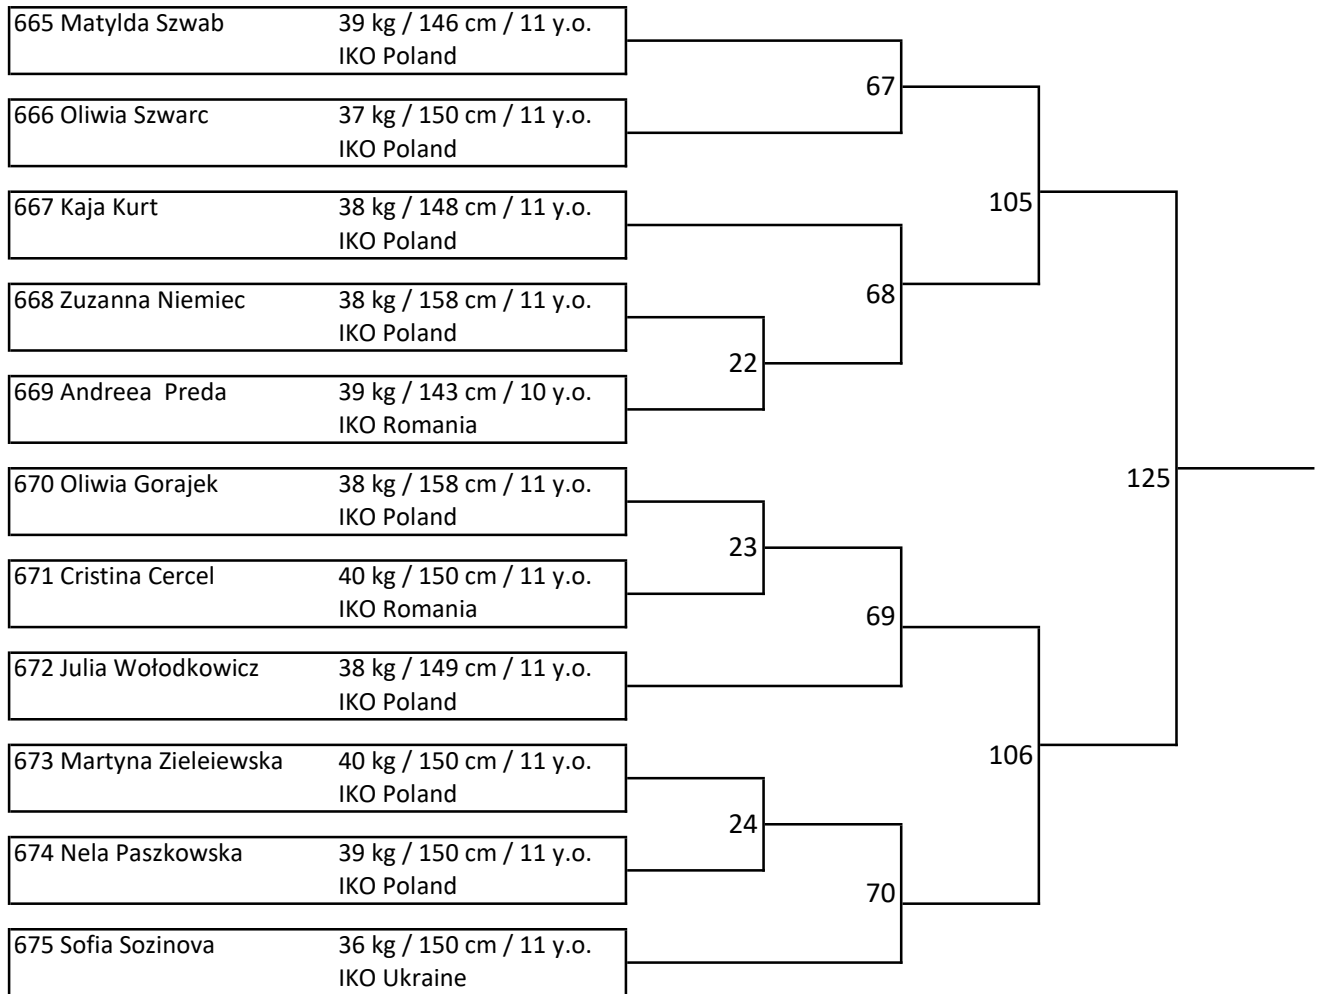 665 Matylda Szwab 39 kg / 146 cm / 11 y.o.
IKO Poland
67
666 Oliwia Szwarc 37 kg / 150 cm / 11 y.o.
IKO Poland
667 Kaja Kurt 38 kg / 148 cm / 11 y.o.
105
IKO Poland
668 Zuzanna Niemiec 38 kg / 158 cm / 11 y.o.
68
IKO Poland
22
669 Andreea  Preda 39 kg / 143 cm / 10 y.o.
IKO Romania
670 Oliwia Gorajek 38 kg / 158 cm / 11 y.o.
125
IKO Poland
23
671 Cristina Cercel 40 kg / 150 cm / 11 y.o.
IKO Romania
69
672 Julia Wołodkowicz 38 kg / 149 cm / 11 y.o.
IKO Poland
673 Martyna Zieleiewska 40 kg / 150 cm / 11 y.o.
106
IKO Poland
24
674 Nela Paszkowska 39 kg / 150 cm / 11 y.o.
IKO Poland
70
675 Sofia Sozinova 36 kg / 150 cm / 11 y.o.
IKO Ukraine